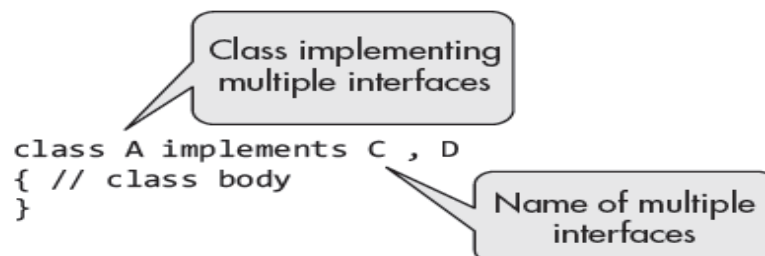 Class implementing
multiple interfaces
class A implements C , D
{ // class body
}
Name of multiple
interfaces